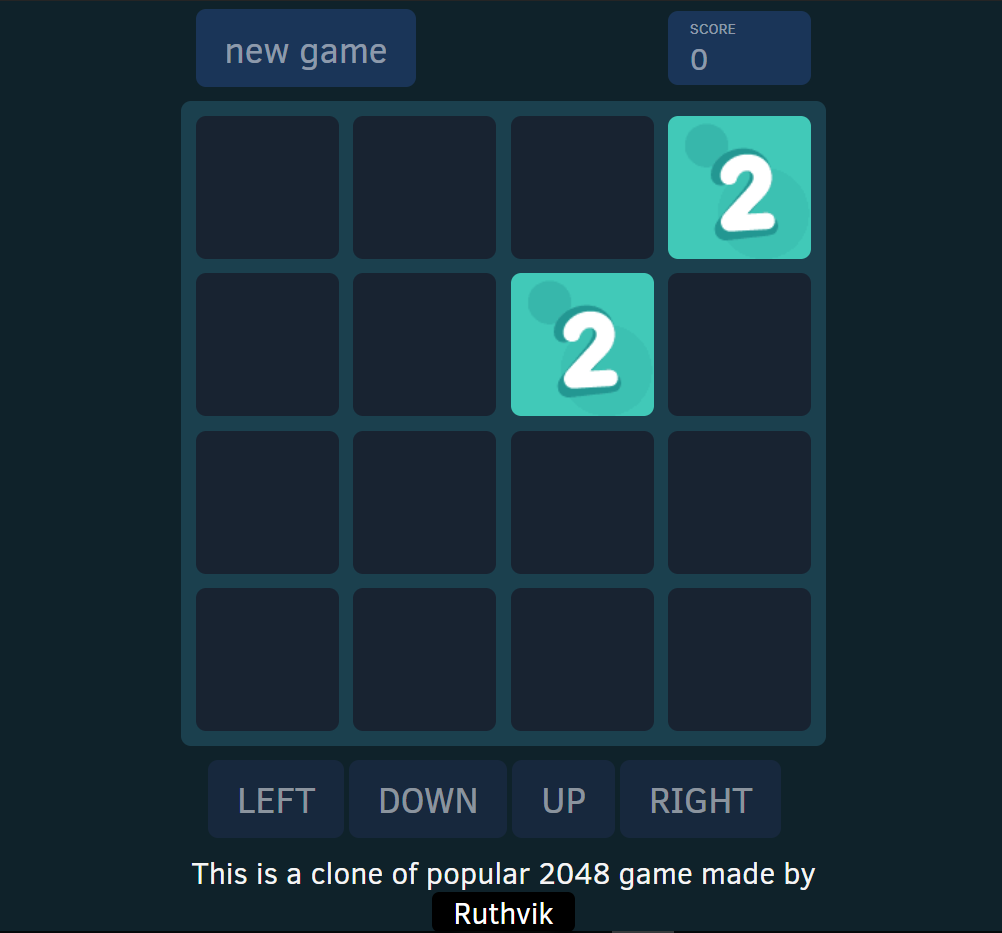 new game
SCORE
0
2
2
LEFT DOWN UP RIGHT
This is a clone of popular 2048 game made by
Ruthvik